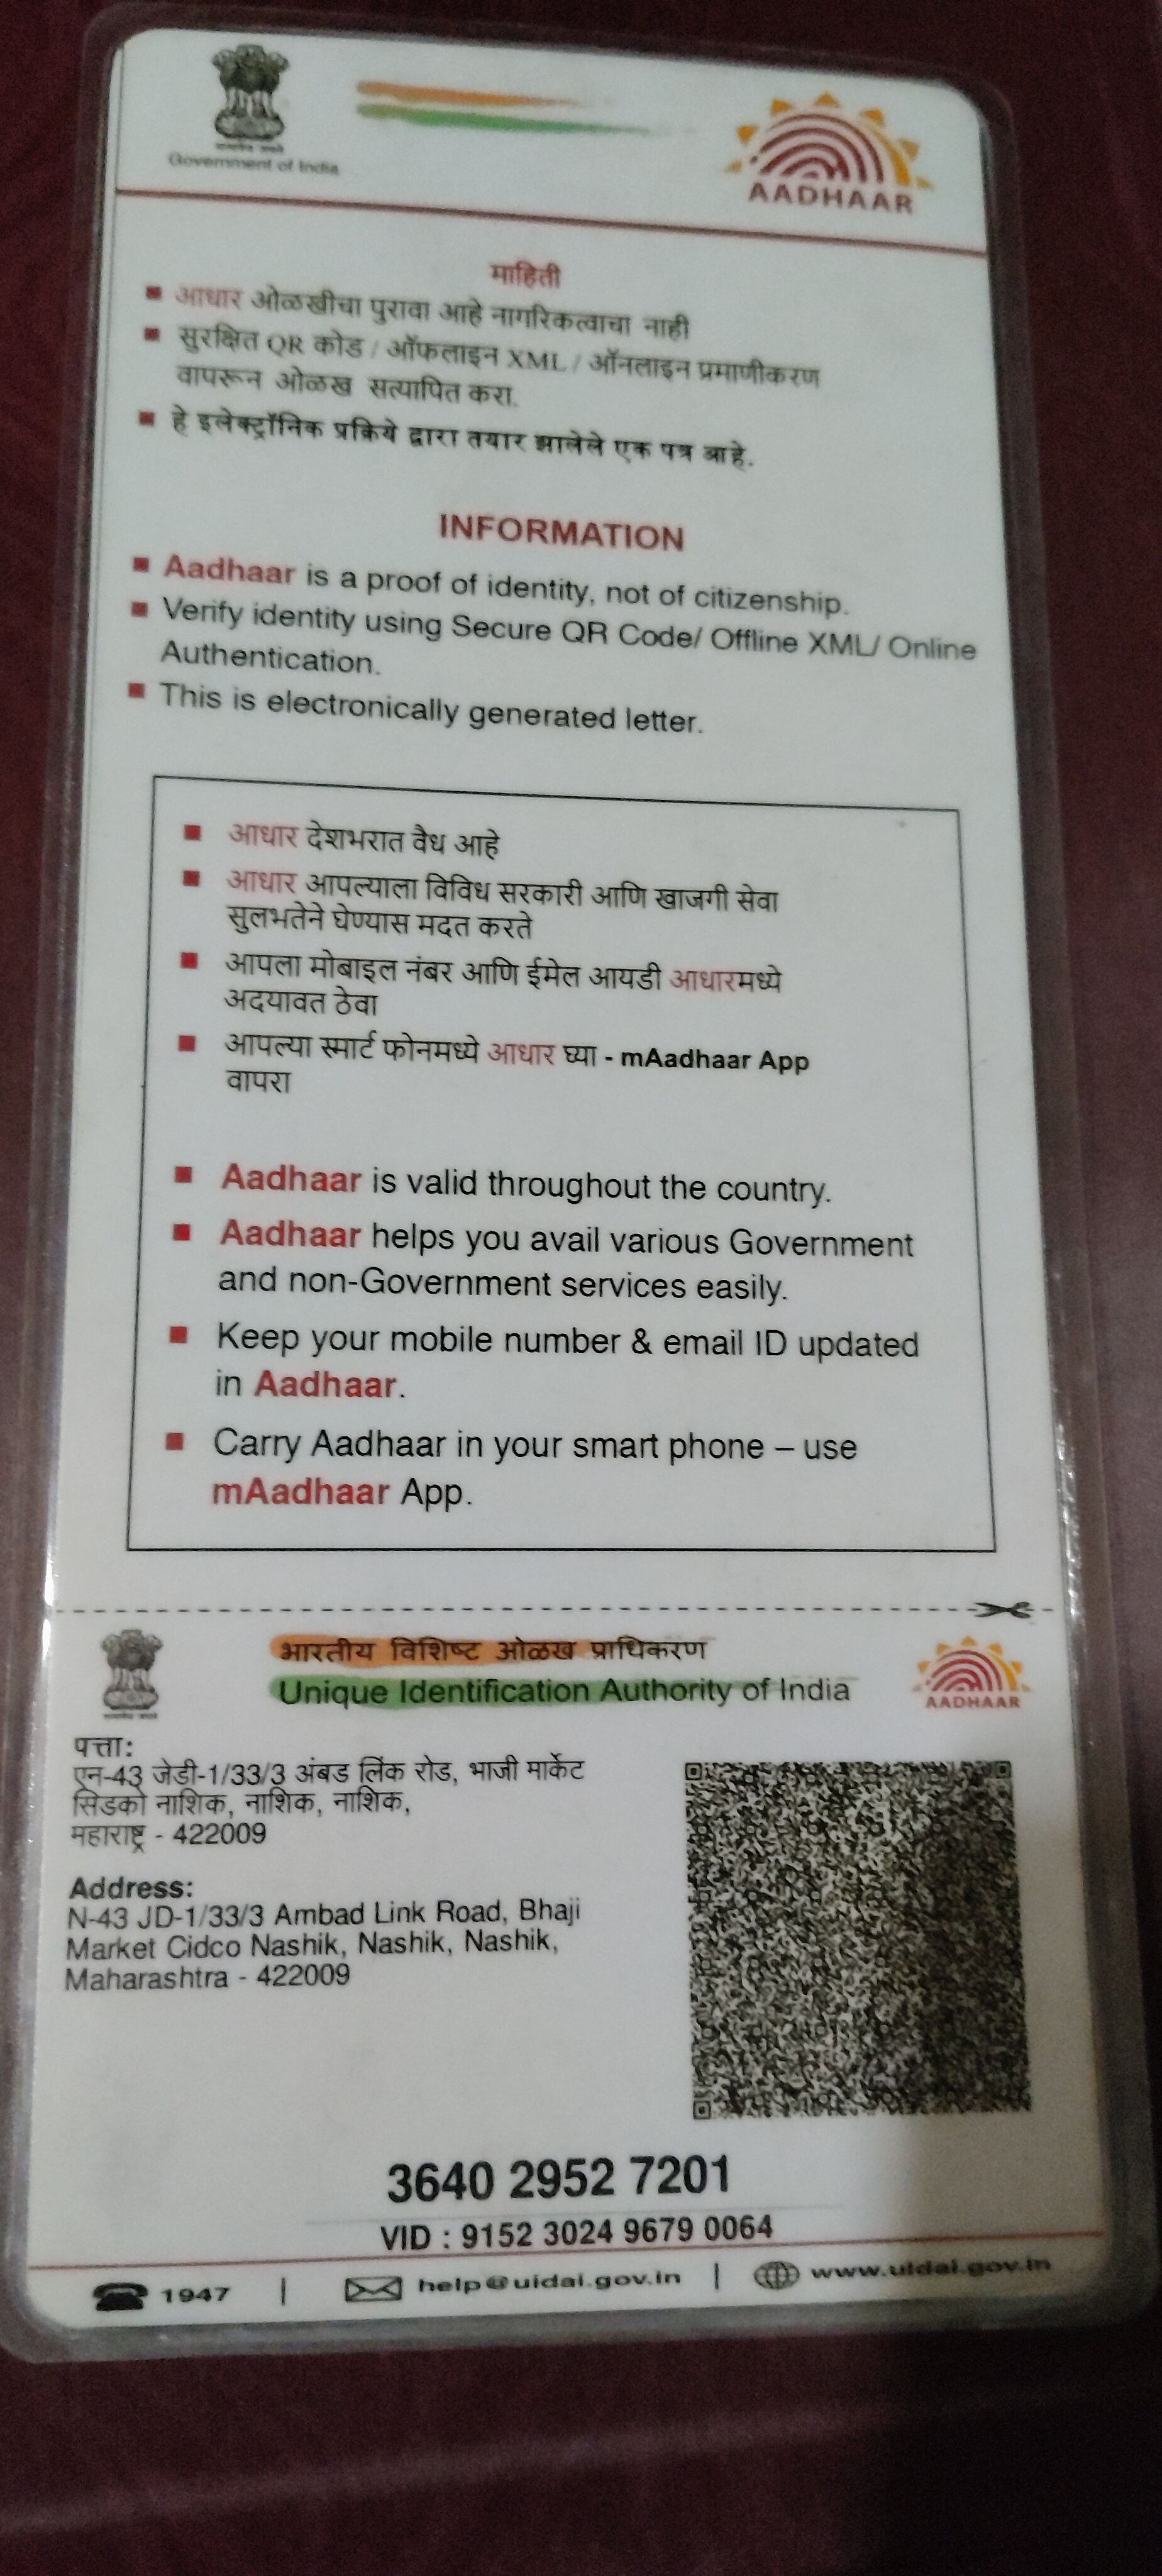 Government of India
AADHAAR
माहिती
आधार ओळखीचा पुरावा आहे नागरिकत्वाचा नाही
सुरक्षित QR कोड / ऑफलाइन XML / ऑनलाइन प्रमाणीकरण
वापरून ओळख सत्यापित करा.
हे इलेक्ट्रॉनिक प्रक्रिये द्वारा तयार झालेले एक पत्र आहे.
INFORMATION
Aadhaar is a proof of identity, not of citizenship.
Verify identity using Secure QR Code/ Offline XML/ Online
Authentication.
This is electronically generated letter.
आधार देशभरात वैध आहे
आधार आपल्याला विविध सरकारी आणि खाजगी सेवा
सुलभतेने घेण्यास मदत करते
आपला मोबाइल नंबर आणि ईमेल आयडी आधारमध्ये
अदयावत ठेवा
आपल्या स्मार्ट फोनमध्ये आधार घ्या - mAadhaar App
वापरा
Aadhaar is valid throughout the country.
Aadhaar helps you avail various Government
and non-Government services easily.
Keep your mobile number & email ID updated
in Aadhaar.
Carry Aadhaar in your smart phone – use
mAadhaar App.
भारतीय विशिष्ट ओळख प्राधिकरण
Unique Identification Authority of India
AADHAAR
पत्ता:
एन-43 जेडी-1/33/3 अंबड लिंक रोड, भाजी मार्केट
सिडको नाशिक, नाशिक, नाशिक,
महाराष्ट्र - 422009
Address:
N-43 JD-1/33/3 Ambad Link Road, Bhaji
Market Cidco Nashik, Nashik, Nashik,
Maharashtra - 422009
3640 2952 7201
VID : 9152 3024 9679 0064
1947 | help@uidai.gov.in | www.uidai.gov.in